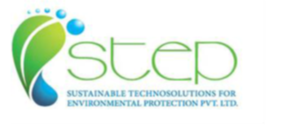 step
SUSTAINABLE TECHNOSOLUTIONS FOR
ENVIRONMENTAL PROTECTION PVT. LTD.